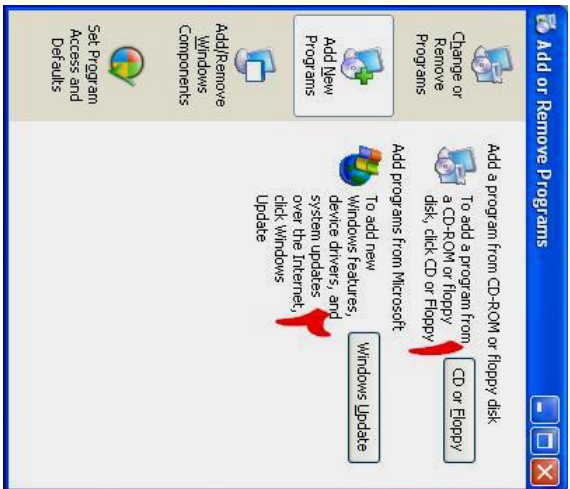 Add or Remove Programs
Change or
Remove
Programs
Add New
Programs
Add/Remove
Windows
Components
Set Program
Access and
Defaults
Add a program from CD-ROM or floppy disk
To add a program from
a CD-ROM or floppy
disk, click CD or Floppy
CD or Floppy
Add programs from Microsoft
To add new
Windows features,
device drivers, and
system updates
over the Internet,
click Windows
Update
Windows Update